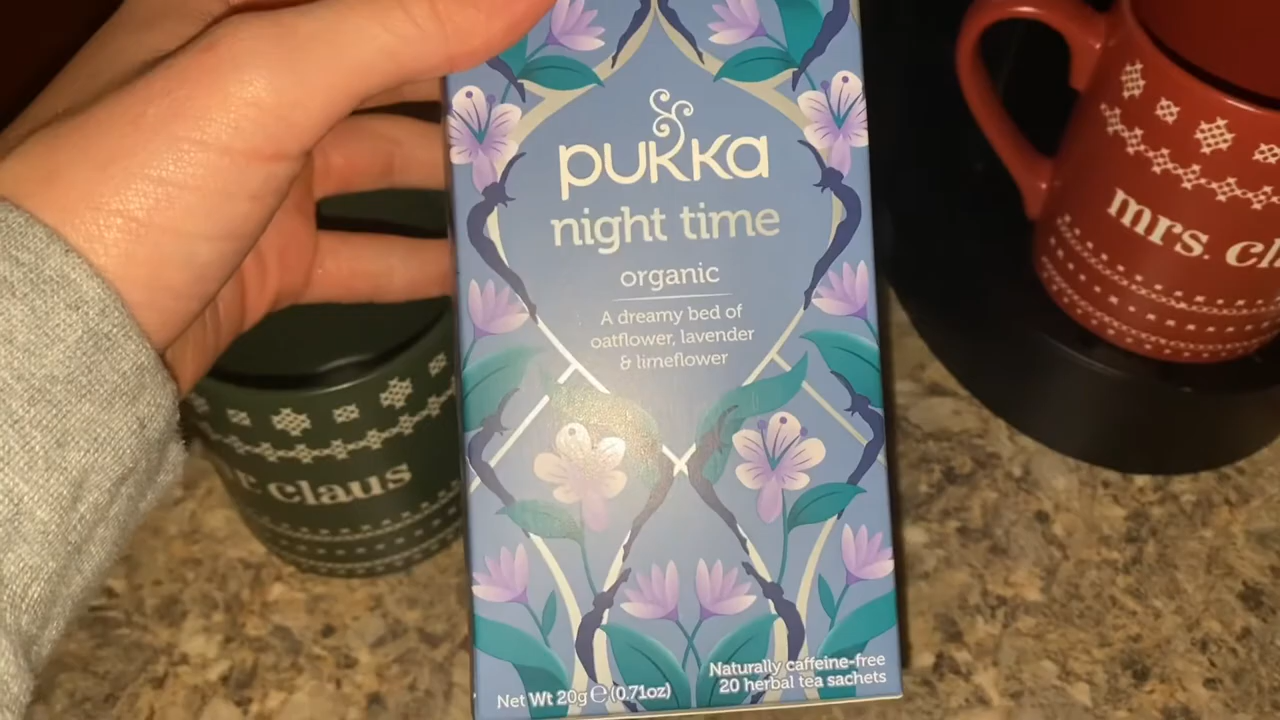 pukka
night time
organic
A dreamy bed of
oatflower, lavender
& limeflower
Naturally caffeine-free
20 herbal tea sachets
Net Wt 20g ℮ (0.71oz)
r claus
mrs. cl